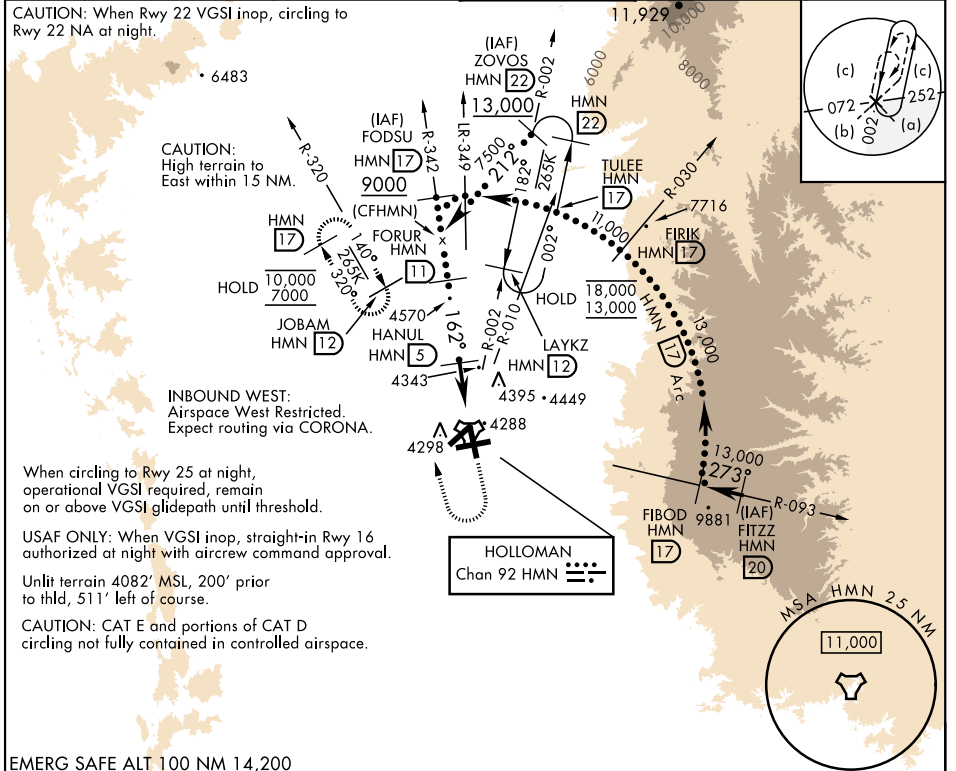 CAUTION: When Rwy 22 VGSI inop, circling to
Rwy 22 NA at night.
6483
11,929
10,000
8000
6000
(IAF)
ZOVOS
HMN 22
13,000
R-002
HMN
22
(c)
(c)
072
252
(b)
(a)
002
(IAF)
FODSU
HMN 17
9000
R-342
LR-349
7500
212°
182°
265K
002°
TULEE
HMN
17
R-030
7716
11,000
FIRIK
HMN 17
CAUTION:
High terrain to
East within 15 NM.
R-320
HMN
17
140°
265K
320°
HOLD 10,000
7000
JOBAM
HMN 12
(CFHMN)
x
FORUR
HMN
11
4570
162°
HANUL
HMN 5
4343
R-002
R-010
HOLD
18,000
13,000
LAYKZ
HMN 12
HMN 17 Arc
13,000
4395
4449
INBOUND WEST:
Airspace West Restricted.
Expect routing via CORONA.
4288
4298
13,000
273°
R-093
9881
FIBOD
HMN
17
(IAF)
FITZZ
HMN
20
When circling to Rwy 25 at night,
operational VGSI required, remain
on or above VGSI glidepath until threshold.
USAF ONLY: When VGSI inop, straight-in Rwy 16
authorized at night with aircrew command approval.
Unlit terrain 4082' MSL, 200' prior
to thld, 511' left of course.
CAUTION: CAT E and portions of CAT D
circling not fully contained in controlled airspace.
HOLLOMAN
Chan 92 HMN
MSA HMN 25 NM
11,000
EMERG SAFE ALT 100 NM 14,200